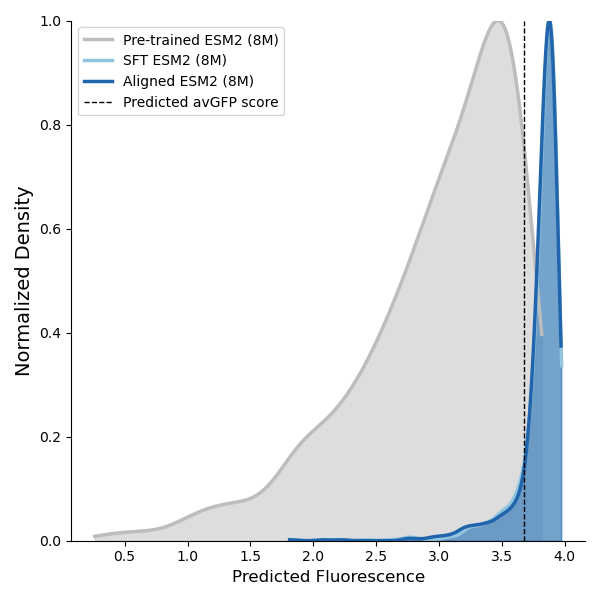 Pre-trained ESM2 (8M)
SFT ESM2 (8M)
Aligned ESM2 (8M)
Predicted avGFP score
Normalized Density
1.0
0.8
0.6
0.4
0.2
0.0
0.5 1.0 1.5 2.0 2.5 3.0 3.5 4.0
Predicted Fluorescence